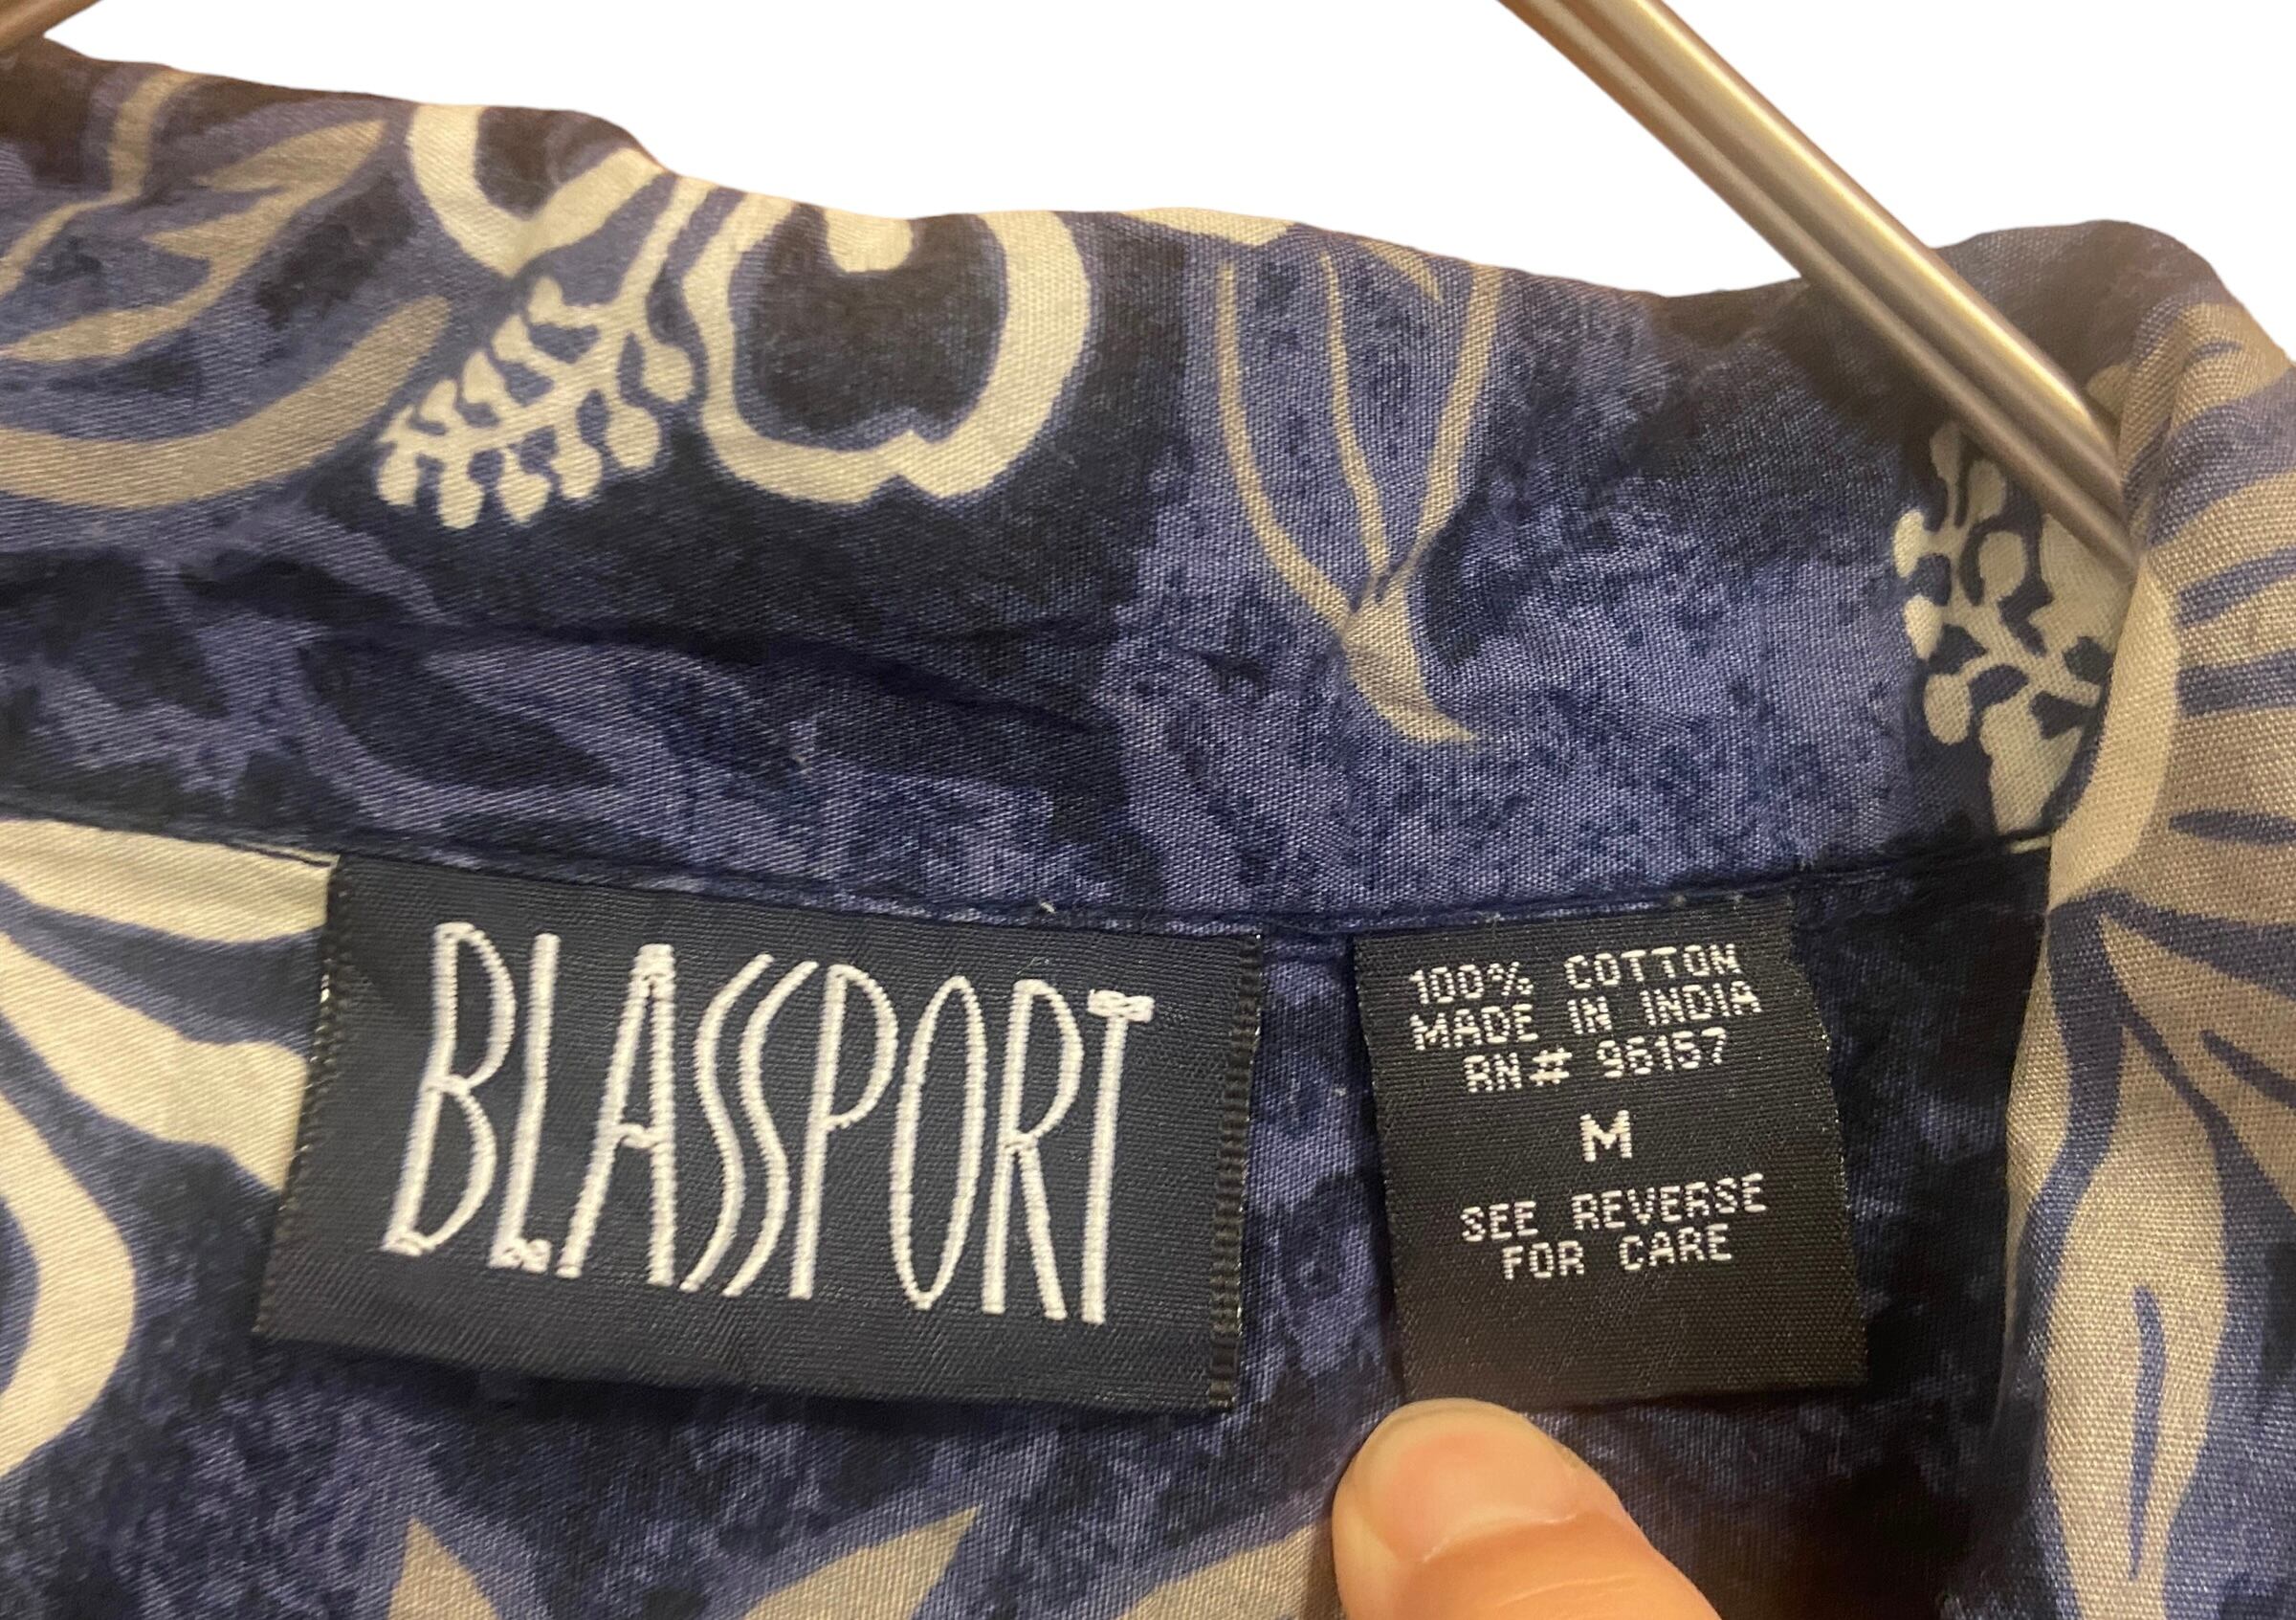 BLASSPORT
100% COTTON
MADE IN INDIA
RN# 96157
M
SEE REVERSE
FOR CARE